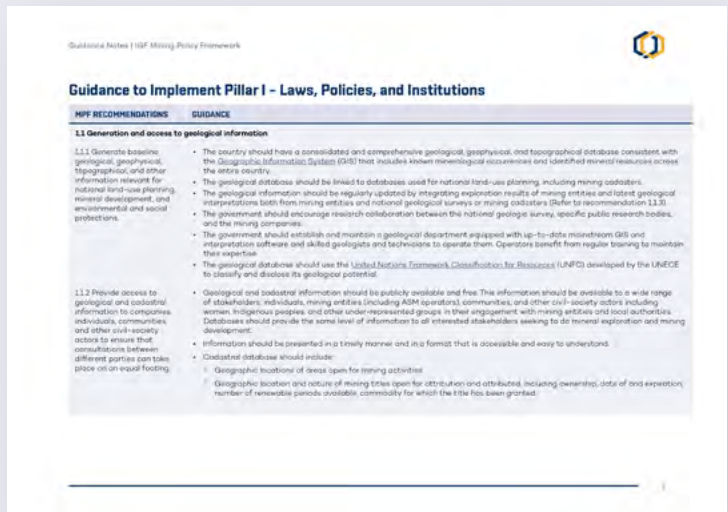 Guidance Notes | IGF Mining Policy Framework
Guidance to Implement Pillar I – Laws, Policies, and Institutions
MPF RECOMMENDATIONS
GUIDANCE
1.1 Generation and access to geological information
1.1.1 Generate baseline
geological, geophysical,
topographical, and other
information relevant for
national land-use planning,
mineral development, and
environmental and social
protections.
• The country should have a consolidated and comprehensive geological, geophysical, and topographical database consistent with
the Geographic Information System (GIS) that includes known mineralogical occurrences and identified mineral resources across
the entire country.
• The geological database should be linked to databases used for national land-use planning, including mining cadasters.
• The geological information should be regularly updated by integrating exploration results of mining entities and latest geological
interpretations both from mining entities and national geological surveys or mining cadasters (Refer to recommendation 1.1.3).
• The government should encourage research collaboration between the national geologic survey, specific public research bodies,
and the mining companies.
• The government should establish and maintain a geological department equipped with up-to-date mainstream GIS and
interpretation software and skilled geologists and technicians to operate them. Operators benefit from regular training to maintain
their expertise.
• The geological database should use the United Nations Framework Classification for Resources (UNFC) developed by the UNECE
to classify and disclose its geological potential.
1.1.2 Provide access to
geological and cadastral
information to companies,
individuals, communities,
and other civil-society
actors to ensure that
consultations between
different parties can take
place on an equal footing.
• Geological and cadastral information should be publicly available and free. This information should be available to a wide range
of stakeholders: individuals, mining entities (including ASM operators), communities, and other civil-society actors including
women, Indigenous peoples, and other under-represented groups in their engagement with mining entities and local authorities.
Databases should provide the same level of information to all interested stakeholders seeking to do mineral exploration and mining
development.
• Information should be presented in a timely manner and in a format that is accessible and easy to understand.
• Cadastral database should include:
Geographic locations of areas open for mining activities
Geographic location and nature of mining titles open for attribution and attributed, including ownership, date of and expiration,
number of renewable periods available, commodity for which the title has been granted.